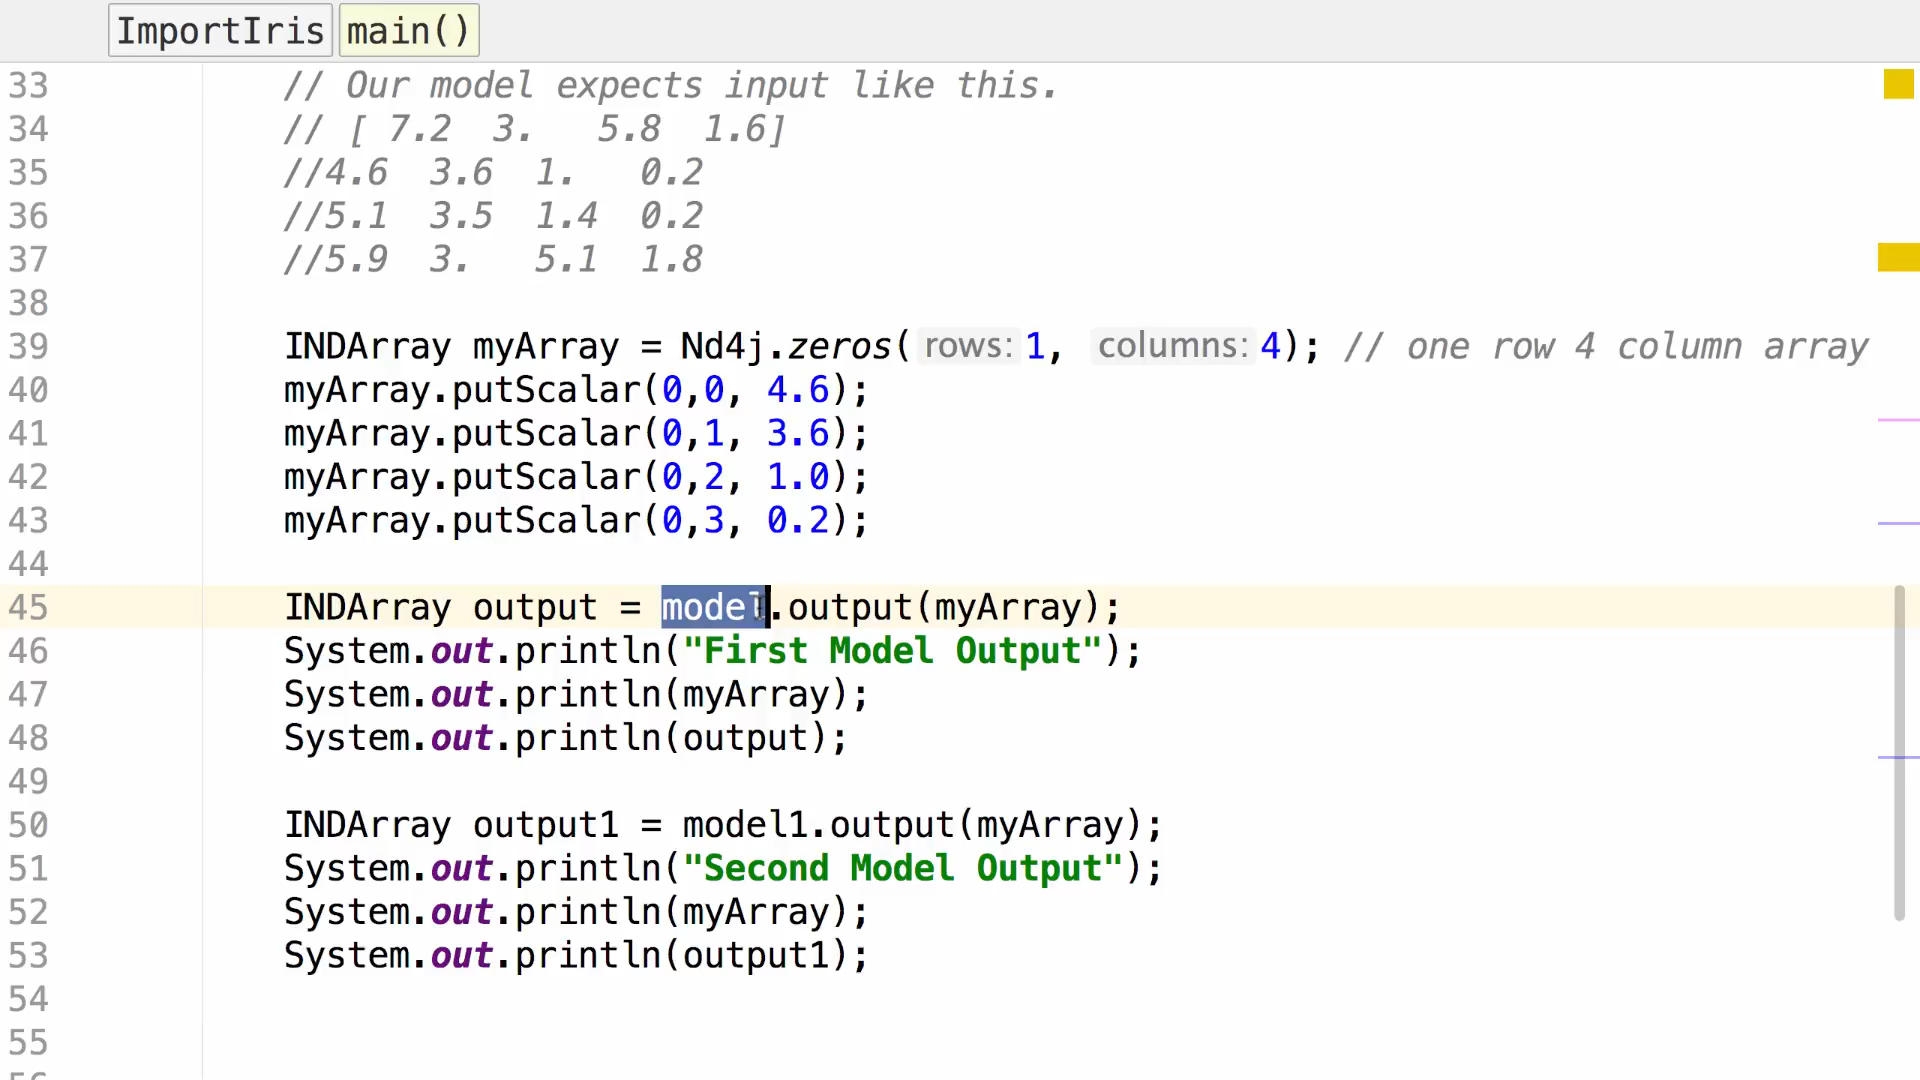 ImportIris main()
33 // Our model expects input like this.
34 // [ 7.2 3. 5.8 1.6]
35 //4.6 3.6 1. 0.2
36 //5.1 3.5 1.4 0.2
37 //5.9 3. 5.1 1.8
38
39 INDArray myArray = Nd4j.zeros( rows: 1, columns: 4); // one row 4 column array
40 myArray.putScalar(0,0, 4.6);
41 myArray.putScalar(0,1, 3.6);
42 myArray.putScalar(0,2, 1.0);
43 myArray.putScalar(0,3, 0.2);
44
45 INDArray output = model.output(myArray);
46 System.out.println("First Model Output");
47 System.out.println(myArray);
48 System.out.println(output);
49
50 INDArray output1 = model1.output(myArray);
51 System.out.println("Second Model Output");
52 System.out.println(myArray);
53 System.out.println(output1);
54
55